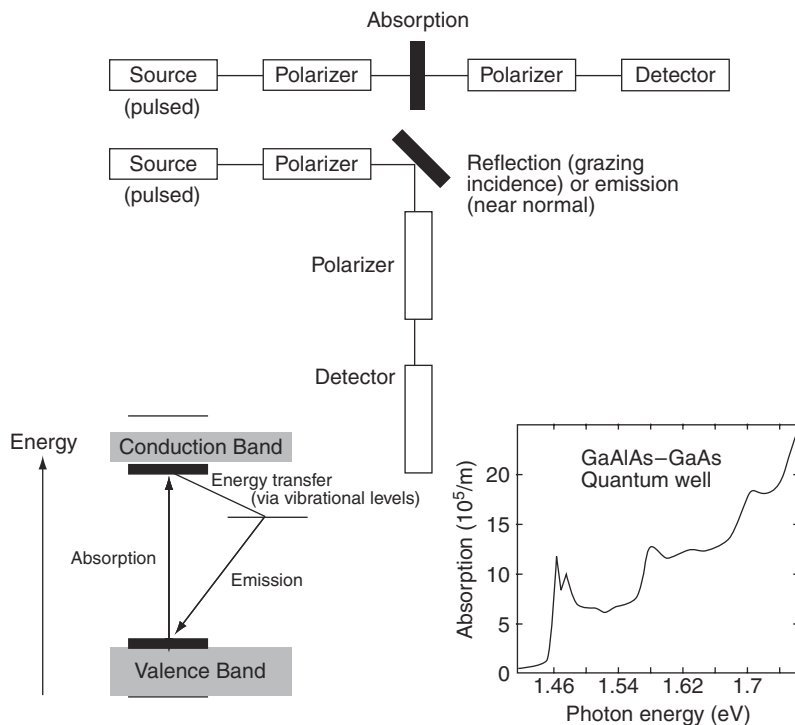 Absorption
Source
Polarizer
Polarizer
Detector
(pulsed)
Source
Polarizer
(pulsed)
Reflection (grazing
incidence) or emission
(near normal)
Polarizer
Detector
Energy
Conduction Band
Energy transfer
(via vibrational levels)
Absorption
Emission
Valence Band
GaAlAs–GaAs
Quantum well
Absorption (10⁵/m)
20
15
10
5
0
1.46 1.54 1.62 1.7
Photon energy (eV)